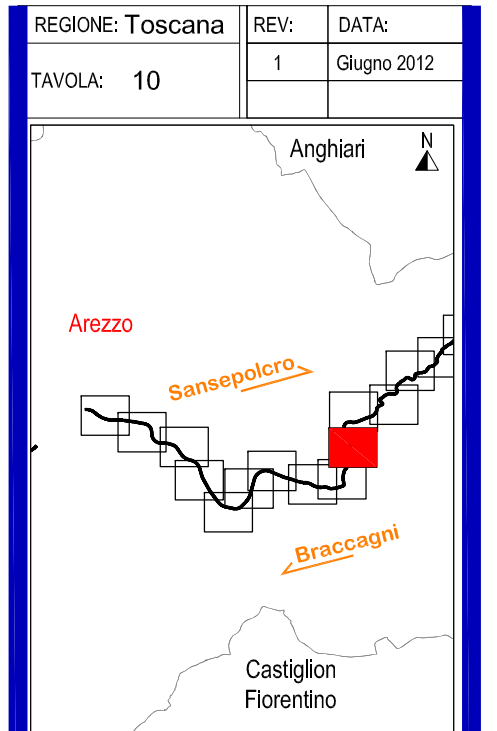 REGIONE: Toscana
REV:
DATA:
TAVOLA: 10
1
Giugno 2012
Anghiari
N
Arezzo
Sansepolcro
Braccagni
Castiglion
Fiorentino